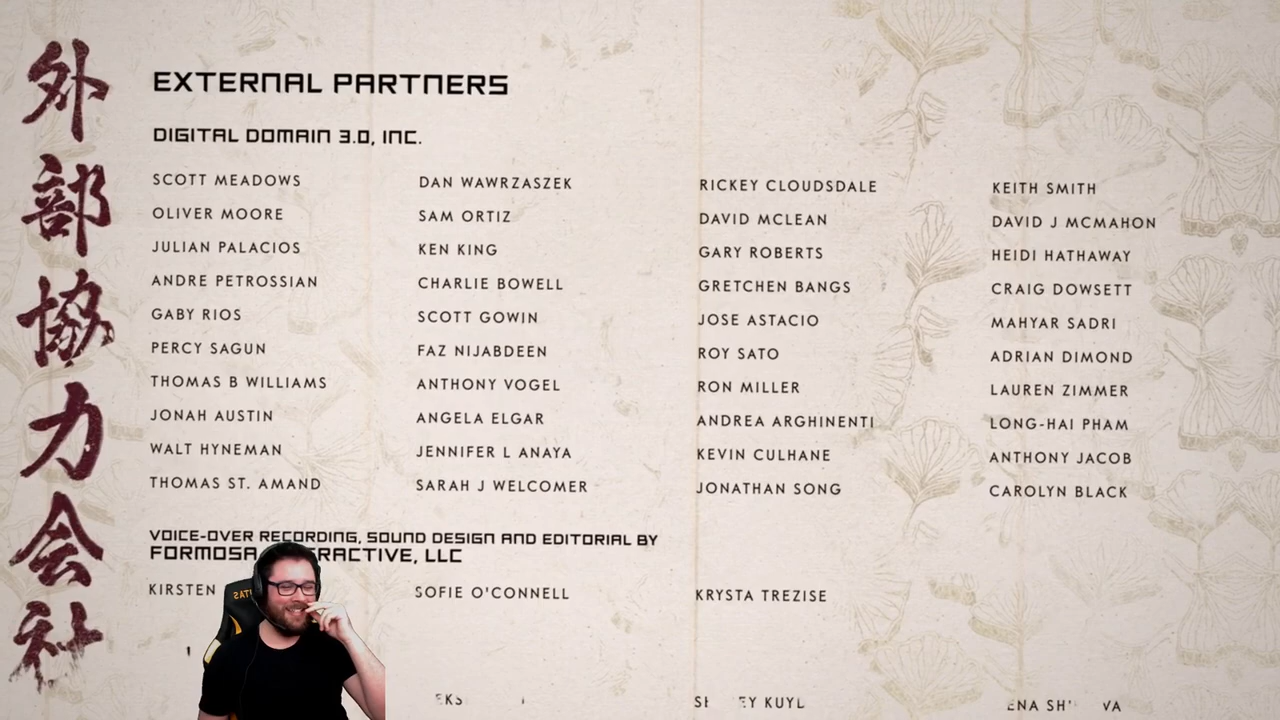 外部協力会社
EXTERNAL PARTNERS
DIGITAL DOMAIN 3.0, INC.
SCOTT MEADOWS DAN WAWRZASZEK RICKEY CLOUDSDALE KEITH SMITH
OLIVER MOORE SAM ORTIZ DAVID MCLEAN DAVID J MCMAHON
JULIAN PALACIOS KEN KING GARY ROBERTS HEIDI HATHAWAY
ANDRE PETROSSIAN CHARLIE BOWELL GRETCHEN BANGS CRAIG DOWSETT
GABY RIOS SCOTT GOWIN JOSE ASTACIO MAHYAR SADRI
PERCY SAGUN FAZ NIJABDEEN ROY SATO ADRIAN DIMOND
THOMAS B WILLIAMS ANTHONY VOGEL RON MILLER LAUREN ZIMMER
JONAH AUSTIN ANGELA ELGAR ANDREA ARGHINENTI LONG-HAI PHAM
WALT HYNEMAN JENNIFER L ANAYA KEVIN CULHANE ANTHONY JACOB
THOMAS ST. AMAND SARAH J WELCOMER JONATHAN SONG CAROLYN BLACK
VOICE-OVER RECORDING, SOUND DESIGN AND EDITORIAL BY
FORMOSA LLC
KIRSTEN SOFIE O'CONNELL KRYSTA TREZISE